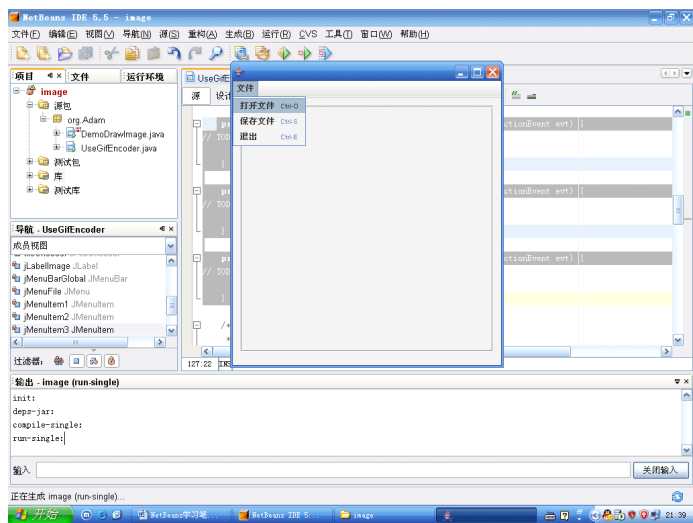 NetBeans IDE 5.5 - image
文件(F) 编辑(E) 视图(V) 导航(N) 源(S) 重构(A) 生成(B) 运行(R) CVS 工具(T) 窗口(W) 帮助(H)
项目 文件 运行环境
UseGifE
image
源包
org.Adam
DemoDrawImage.java
UseGifEncoder.java
测试包
库
测试库
源 设计
文件
打开文件 Ctrl-O
保存文件 Ctrl-S
退出 Ctrl-E
pr
ctionEvent evt) {
// TOD
}
pr
ctionEvent evt) {
// TOD
}
pr
ctionEvent evt) {
// TOD
}
/*
*
导航 - UseGifEncoder
成员视图
jLabelImage JLabel
jMenuBarGlobal JMenuBar
jMenuFile JMenu
jMenuItem1 JMenuItem
jMenuItem2 JMenuItem
jMenuItem3 JMenuItem
过滤器:
127:22 INS
输出 - image (run-single)
init:
deps-jar:
compile-single:
run-single:
输入
关闭输入
正在生成 image (run-single)...
开始
NetBeans学习笔...
NetBeans IDE 5...
image
21:39